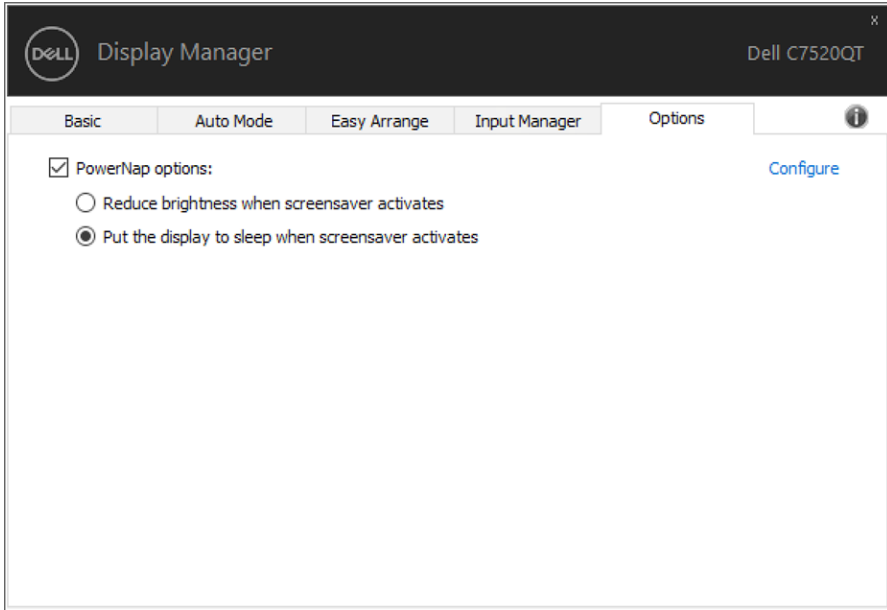 x
DELL
Display Manager
Dell C7520QT
Basic
Auto Mode
Easy Arrange
Input Manager
Options
i
PowerNap options:
Configure
Reduce brightness when screensaver activates
Put the display to sleep when screensaver activates